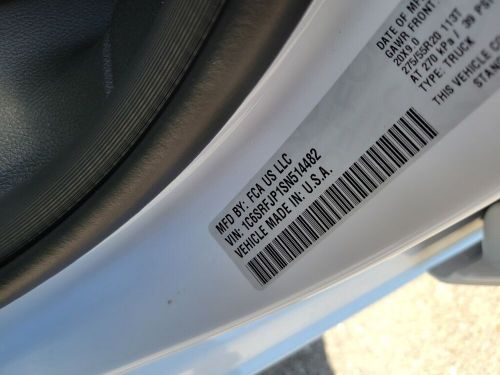 DATE OF MF
GAWR FRONT
20X9.0
275/55R20 113T
AT 270 kPa / 39 PSI
TYPE: TRUCK
THIS VEHICLE CO
STAND
MFD BY: FCA US LLC
VIN: 1C6SRFJP1SN514482
VEHICLE MADE IN: U.S.A.